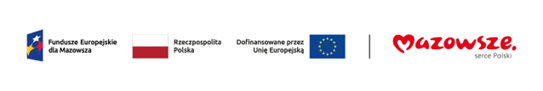 Fundusze Europejskie
dla Mazowsza
Rzeczpospolita
Polska
Dofinansowane przez
Unię Europejską
mazowsze.
serce Polski